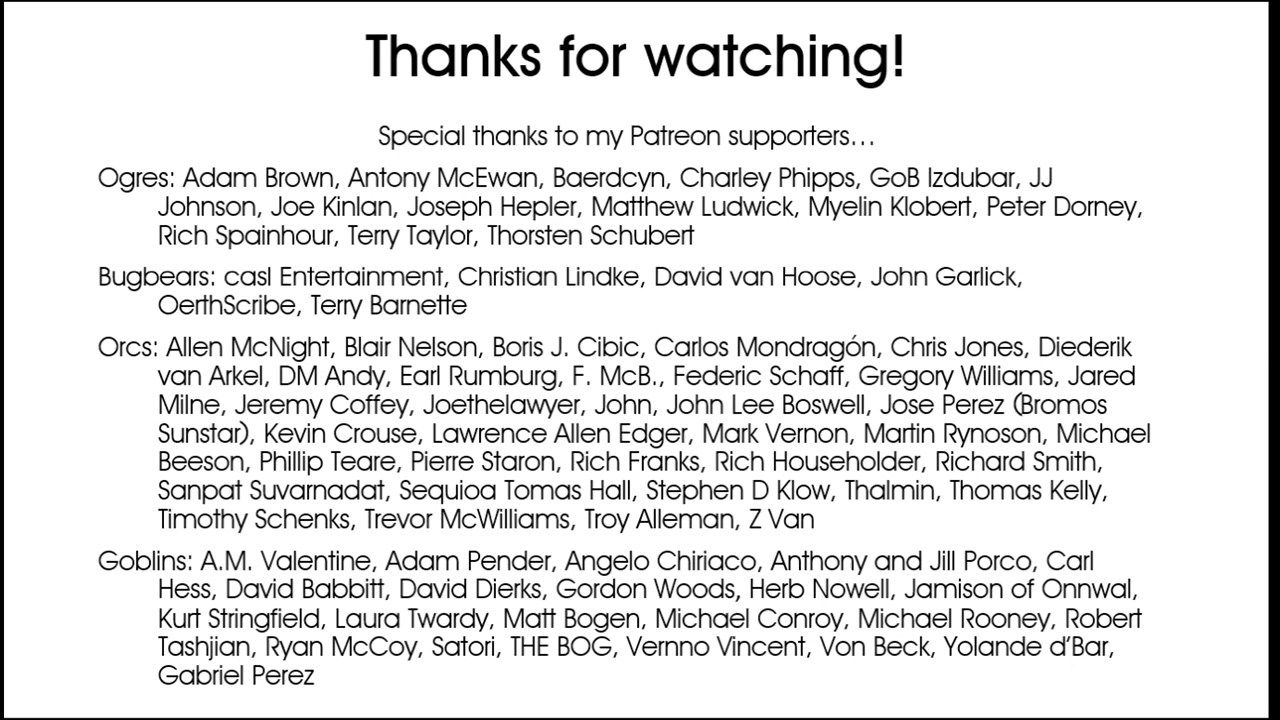 Thanks for watching!
Special thanks to my Patreon supporters…
Ogres: Adam Brown, Antony McEwan, Baerdcyn, Charley Phipps, GoB Izdubar, JJ
Johnson, Joe Kinlan, Joseph Hepler, Matthew Ludwick, Myelin Klobert, Peter Dorney,
Rich Spainhour, Terry Taylor, Thorsten Schubert
Bugbears: casl Entertainment, Christian Lindke, David van Hoose, John Garlick,
OerthScribe, Terry Barnette
Orcs: Allen McNight, Blair Nelson, Boris J. Cibic, Carlos Mondragón, Chris Jones, Diederik
van Arkel, DM Andy, Earl Rumburg, F. McB., Federic Schaff, Gregory Williams, Jared
Milne, Jeremy Coffey, Joethelawyer, John, John Lee Boswell, Jose Perez (Bromos
Sunstar), Kevin Crouse, Lawrence Allen Edger, Mark Vernon, Martin Rynoson, Michael
Beeson, Phillip Teare, Pierre Staron, Rich Franks, Rich Householder, Richard Smith,
Sanpat Suvarnadat, Sequioa Tomas Hall, Stephen D Klow, Thalmin, Thomas Kelly,
Timothy Schenks, Trevor McWilliams, Troy Alleman, Z Van
Goblins: A.M. Valentine, Adam Pender, Angelo Chiriaco, Anthony and Jill Porco, Carl
Hess, David Babbitt, David Dierks, Gordon Woods, Herb Nowell, Jamison of Onnwal,
Kurt Stringfield, Laura Twardy, Matt Bogen, Michael Conroy, Michael Rooney, Robert
Tashjian, Ryan McCoy, Satori, THE BOG, Vernno Vincent, Von Beck, Yolande d’Bar,
Gabriel Perez